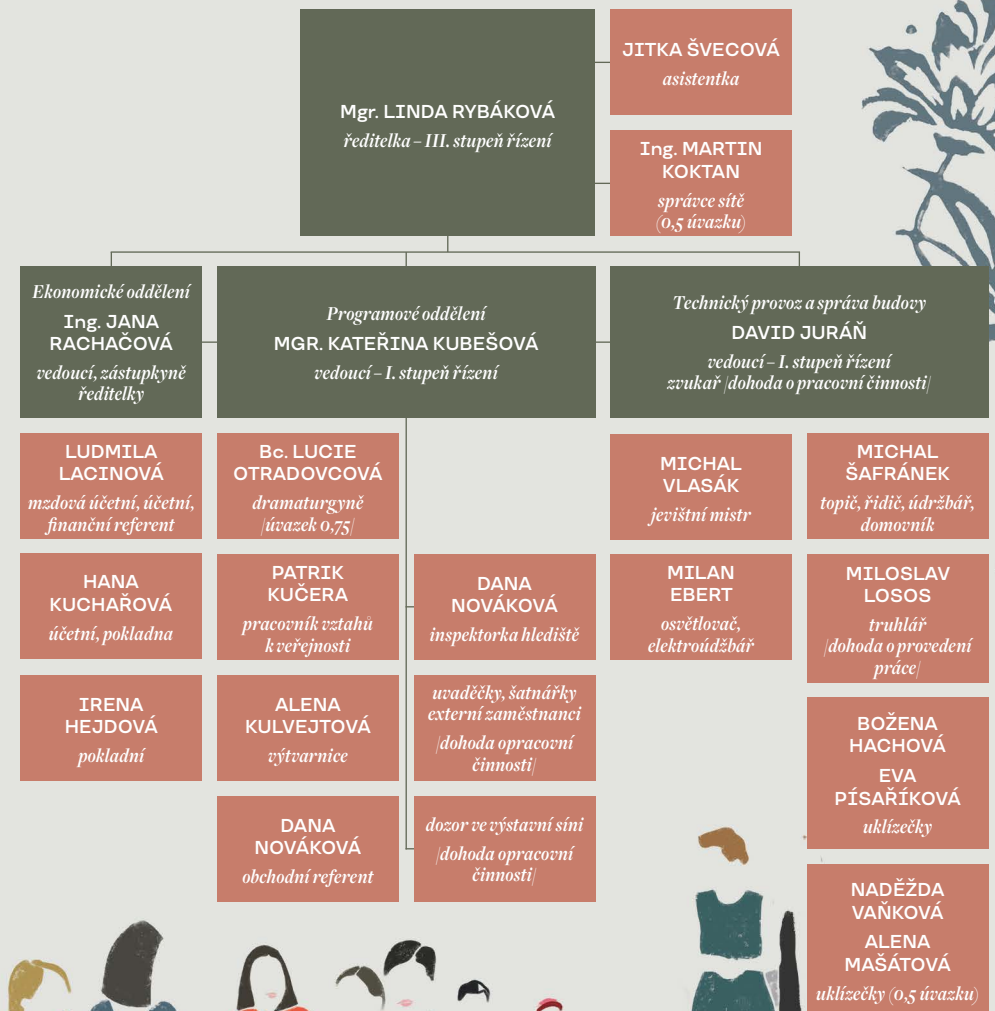 Mgr. LINDA RYBÁKOVÁ
ředitelka – III. stupeň řízení
JITKA ŠVECOVÁ
asistentka
Ing. MARTIN
KOKTAN
správce sítě
(0,5 úvazku)
Ekonomické oddělení
Ing. JANA
RACHAČOVÁ
vedoucí, zástupkyně
ředitelky
Programové oddělení
MGR. KATEŘINA KUBEŠOVÁ
vedoucí – I. stupeň řízení
Technický provoz a správa budovy
DAVID JURÁŇ
vedoucí – I. stupeň řízení
zvukař |dohoda o pracovní činnosti|
LUDMILA
LACINOVÁ
mzdová účetní, účetní,
finanční referent
HANA
KUCHAŘOVÁ
účetní, pokladna
IRENA
HEJDOVÁ
pokladní
Bc. LUCIE
OTRADOVCOVÁ
dramaturgyně
|úvazek 0,75|
PATRIK
KUČERA
pracovník vztahů
k veřejnosti
ALENA
KULVEJTOVÁ
výtvarnice
DANA
NOVÁKOVÁ
obchodní referent
DANA
NOVÁKOVÁ
inspektorka hlediště
uvaděčky, šatnářky
externí zaměstnanci
|dohoda opracovní
činnosti|
dozor ve výstavní síni
|dohoda opracovní
činnosti|
MICHAL
VLASÁK
jevištní mistr
MILAN
EBERT
osvětlovač,
elektroúdžbář
MICHAL
ŠAFRÁNEK
topič, řidič, údržbář,
domovník
MILOSLAV
LOSOS
truhlář
|dohoda o provedení
práce|
BOŽENA
HACHOVÁ
EVA
PÍSAŘÍKOVÁ
uklízečky
NADĚŽDA
VAŇKOVÁ
ALENA
MAŠÁTOVÁ
uklízečky (0,5 úvazku)